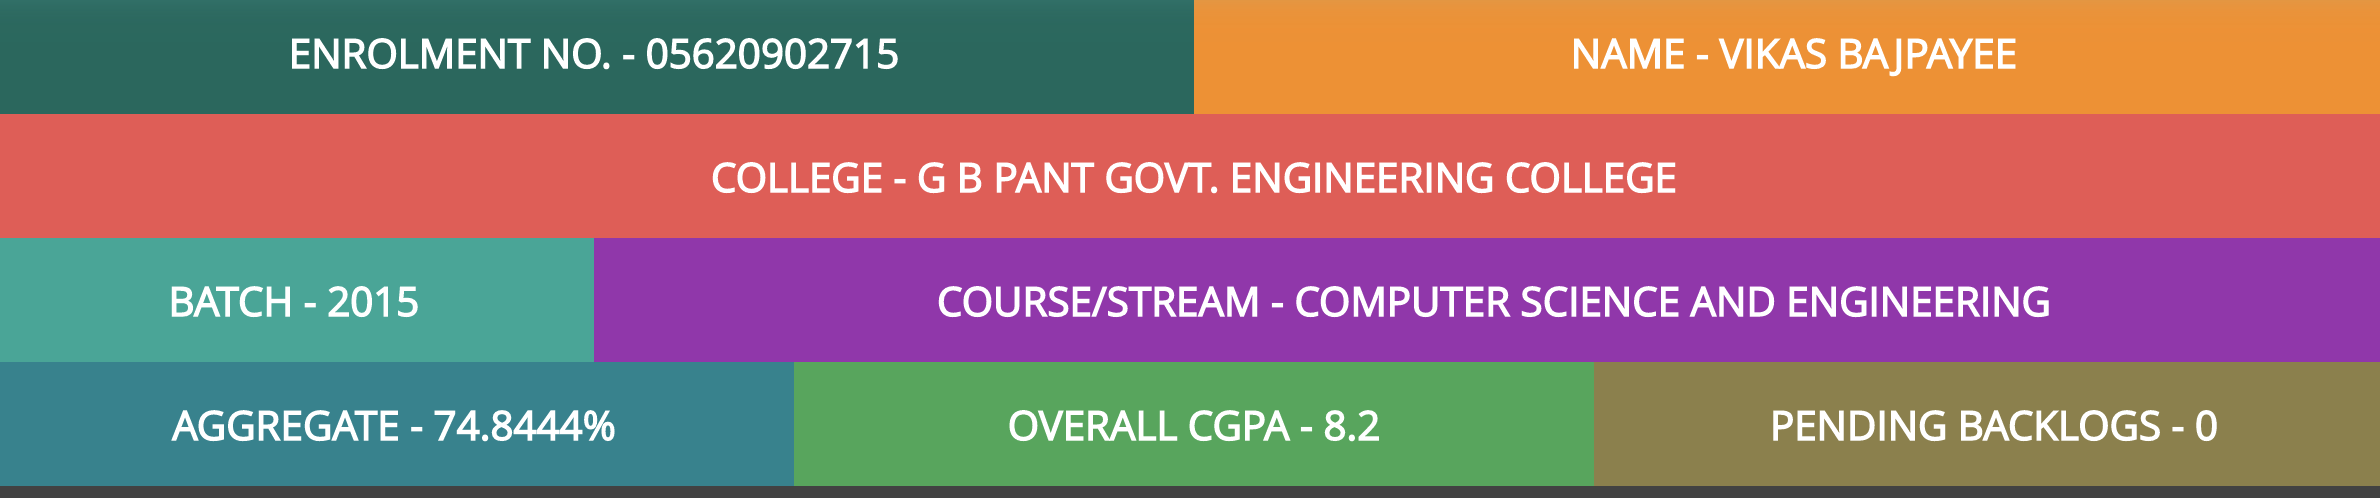 ENROLMENT NO. - 05620902715
NAME - VIKAS BAJPAYEE
COLLEGE - G B PANT GOVT. ENGINEERING COLLEGE
BATCH - 2015
COURSE/STREAM - COMPUTER SCIENCE AND ENGINEERING
AGGREGATE - 74.8444%
OVERALL CGPA - 8.2
PENDING BACKLOGS - 0